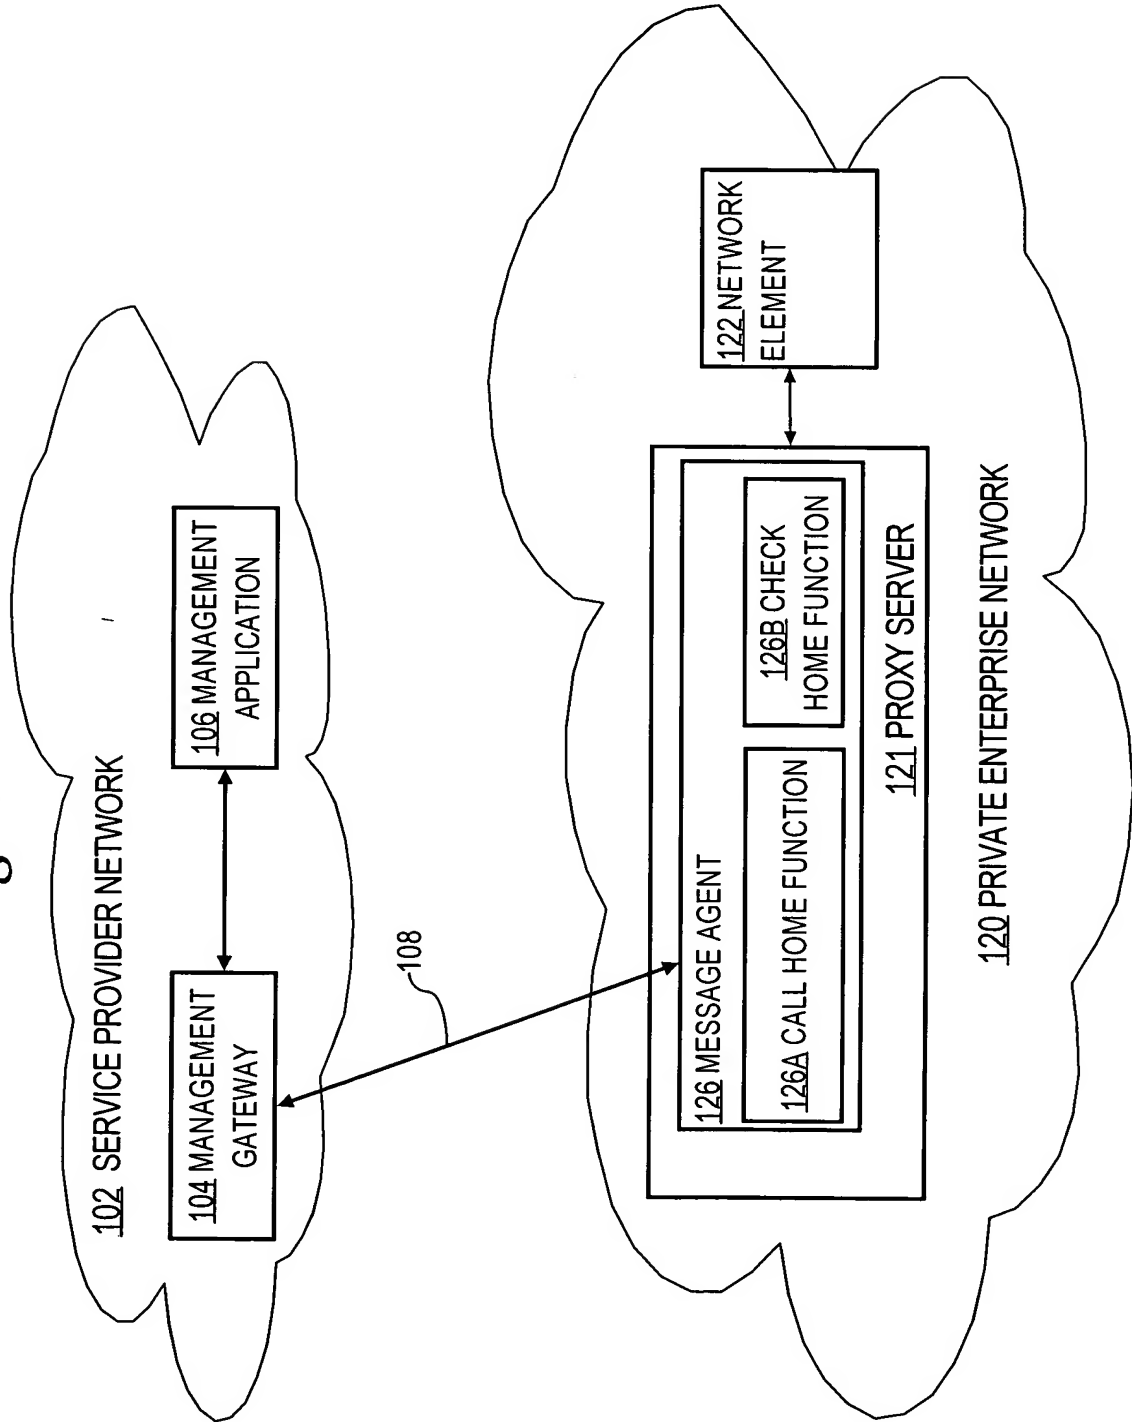 102 SERVICE PROVIDER NETWORK
104 MANAGEMENT
GATEWAY
106 MANAGEMENT
APPLICATION
108
126 MESSAGE AGENT
126A CALL HOME FUNCTION
126B CHECK
HOME FUNCTION
121 PROXY SERVER
122 NETWORK
ELEMENT
120 PRIVATE ENTERPRISE NETWORK